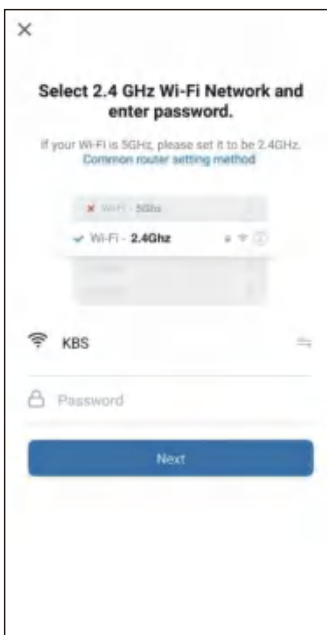 Select 2.4 GHz Wi-Fi Network and
enter password.
If your Wi-Fi is 5GHz, please set it to be 2.4GHz.
Common router setting method
Wi-Fi - 5Ghz
Wi-Fi - 2.4Ghz
KBS
Password
Next